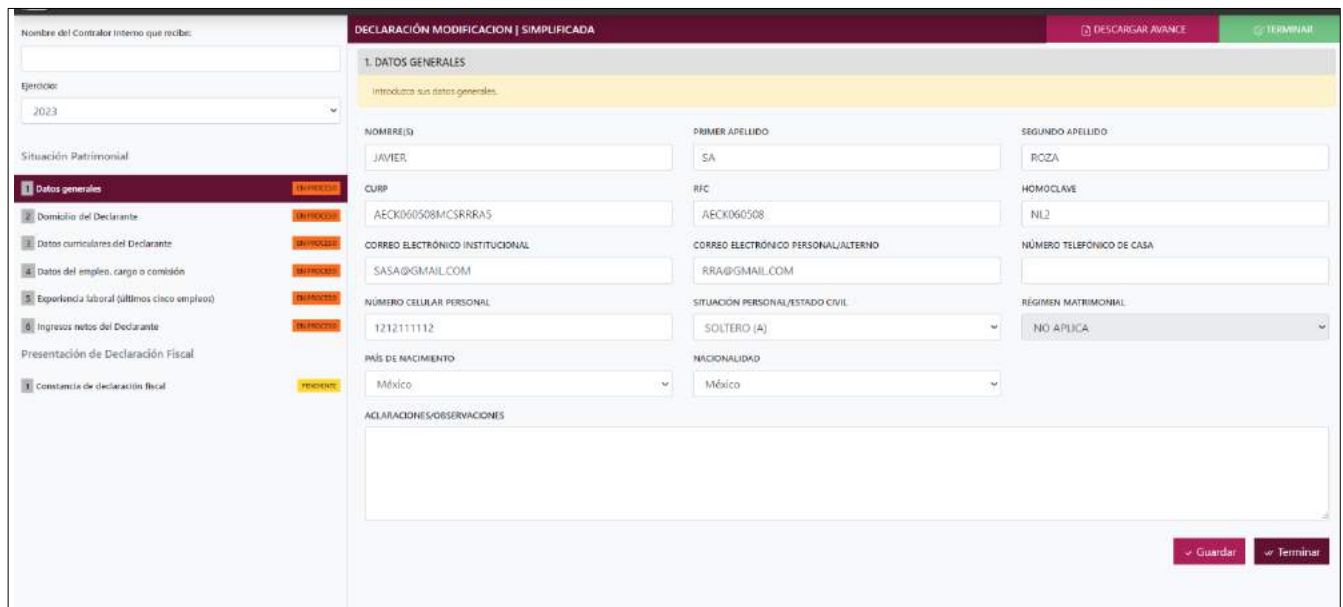 Nombre del Contralor Interno que recibe:
Ejercicio:
2023
Situación Patrimonial
1 Datos generales EN PROCESO
2 Domicilio del Declarante EN PROCESO
3 Datos curriculares del Declarante EN PROCESO
4 Datos del empleo, cargo o comisión EN PROCESO
5 Experiencia laboral (últimos cinco empleos) EN PROCESO
6 Ingresos netos del Declarante EN PROCESO
Presentación de Declaración Fiscal
1 Constancia de declaración fiscal PENDIENTE
DECLARACIÓN MODIFICACION | SIMPLIFICADA DESCARGAR AVANCE TERMINAR
1. DATOS GENERALES
Introduzca sus datos generales.
NOMBRE(S) PRIMER APELLIDO SEGUNDO APELLIDO
JAVIER SA ROZA
CURP RFC HOMOCLAVE
AECK060508MCSRRRA5 AECK060508 NL2
CORREO ELECTRÓNICO INSTITUCIONAL CORREO ELECTRÓNICO PERSONAL/ALTERNO NÚMERO TELEFÓNICO DE CASA
SASA@GMAIL.COM RRA@GMAIL.COM
NÚMERO CELULAR PERSONAL SITUACIÓN PERSONAL/ESTADO CIVIL RÉGIMEN MATRIMONIAL
1212111112 SOLTERO (A) NO APLICA
PAÍS DE NACIMIENTO NACIONALIDAD
México México
ACLARACIONES/OBSERVACIONES
Guardar Terminar